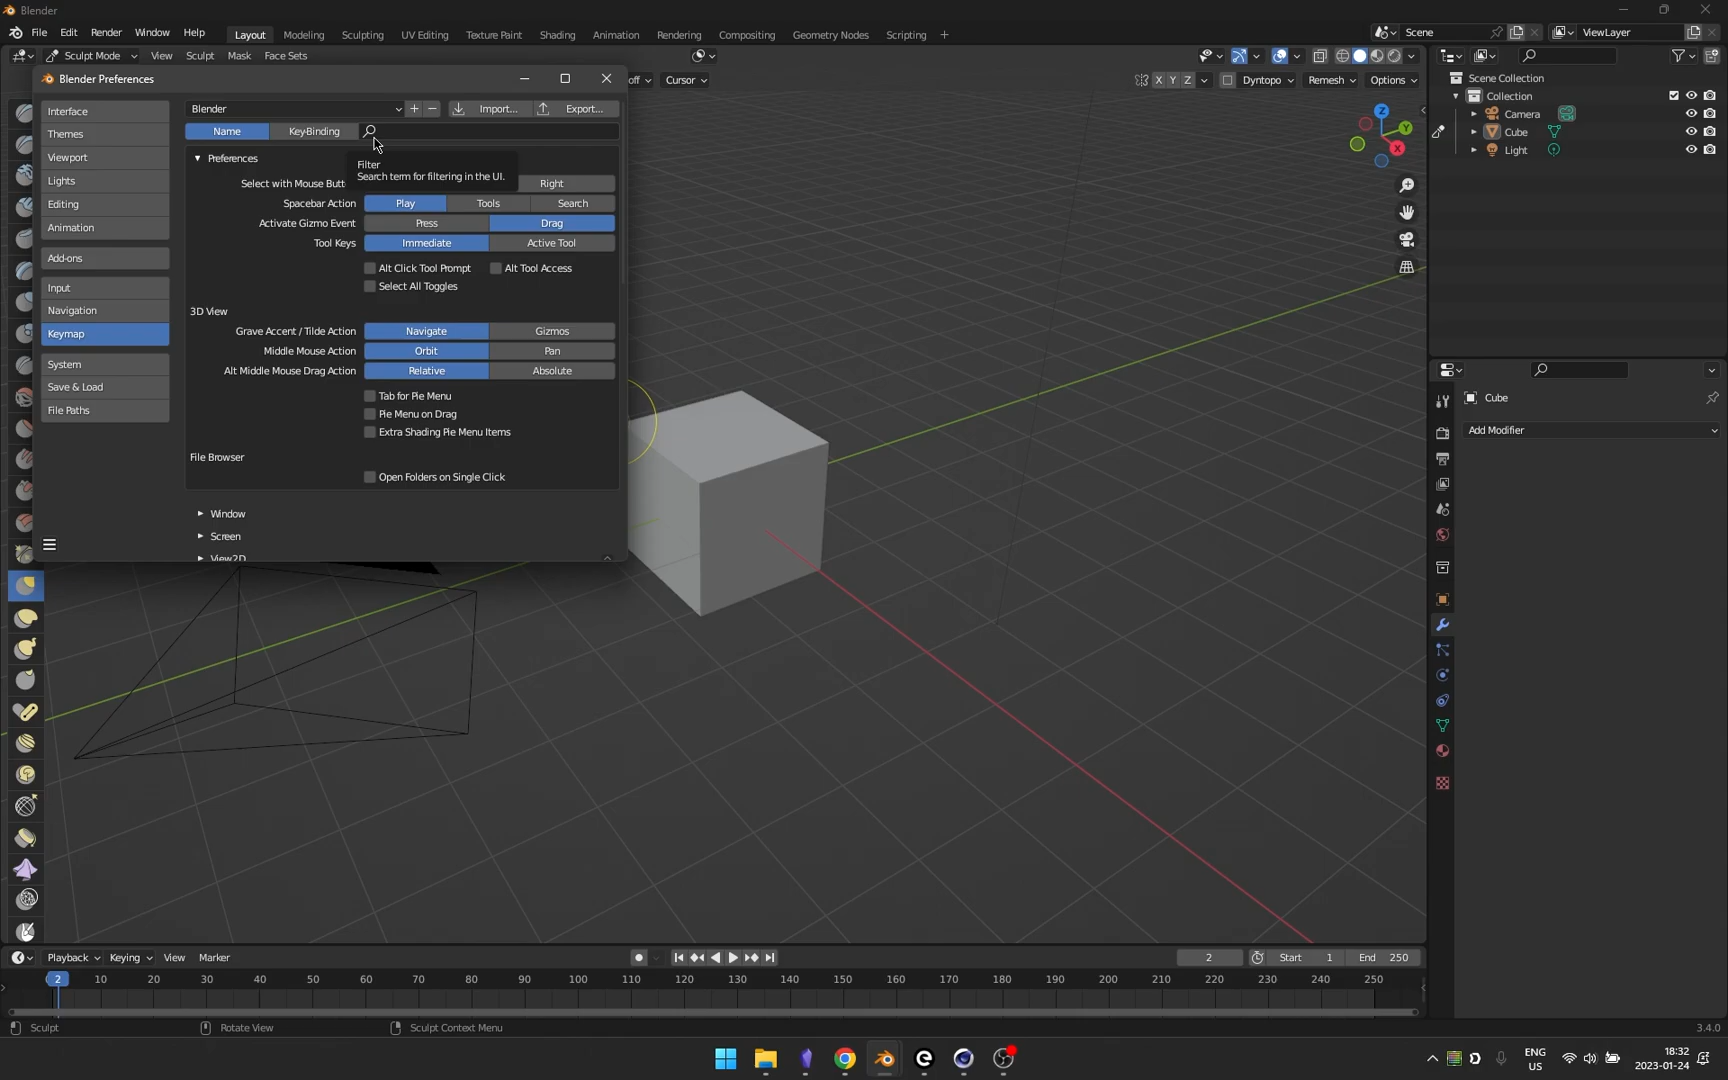 Blender
File Edit Render Window Help Layout Modeling Sculpting UV Editing Texture Paint Shading Animation Rendering Compositing Geometry Nodes Scripting + Scene ViewLayer
Sculpt Mode View Sculpt Mask Face Sets
Blender Preferences
off Cursor X Y Z Dyntopo Remesh Options
Scene Collection
Collection
Camera
Cube
Light
Z
Y
X
Interface
Themes
Viewport
Lights
Editing
Animation
Add-ons
Input
Navigation
Keymap
System
Save & Load
File Paths
Blender Import... Export...
Name Key-Binding
Preferences
Filter
Search term for filtering in the UI.
Select with Mouse Butt Right
Spacebar Action Play Tools Search
Activate Gizmo Event Press Drag
Tool Keys Immediate Active Tool
Alt Click Tool Prompt Alt Tool Access
Select All Toggles
3D View
Grave Accent / Tilde Action Navigate Gizmos
Middle Mouse Action Orbit Pan
Alt Middle Mouse Drag Action Relative Absolute
Tab for Pie Menu
Pie Menu on Drag
Extra Shading Pie Menu Items
File Browser
Open Folders on Single Click
Window
Screen
View2D
Cube
Add Modifier
Playback Keying View Marker 2 Start 1 End 250
2 10 20 30 40 50 60 70 80 90 100 110 120 130 140 150 160 170 180 190 200 210 220 230 240 250
Sculpt Rotate View Sculpt Context Menu 3.4.0
ENG
US
18:32
2023-01-24